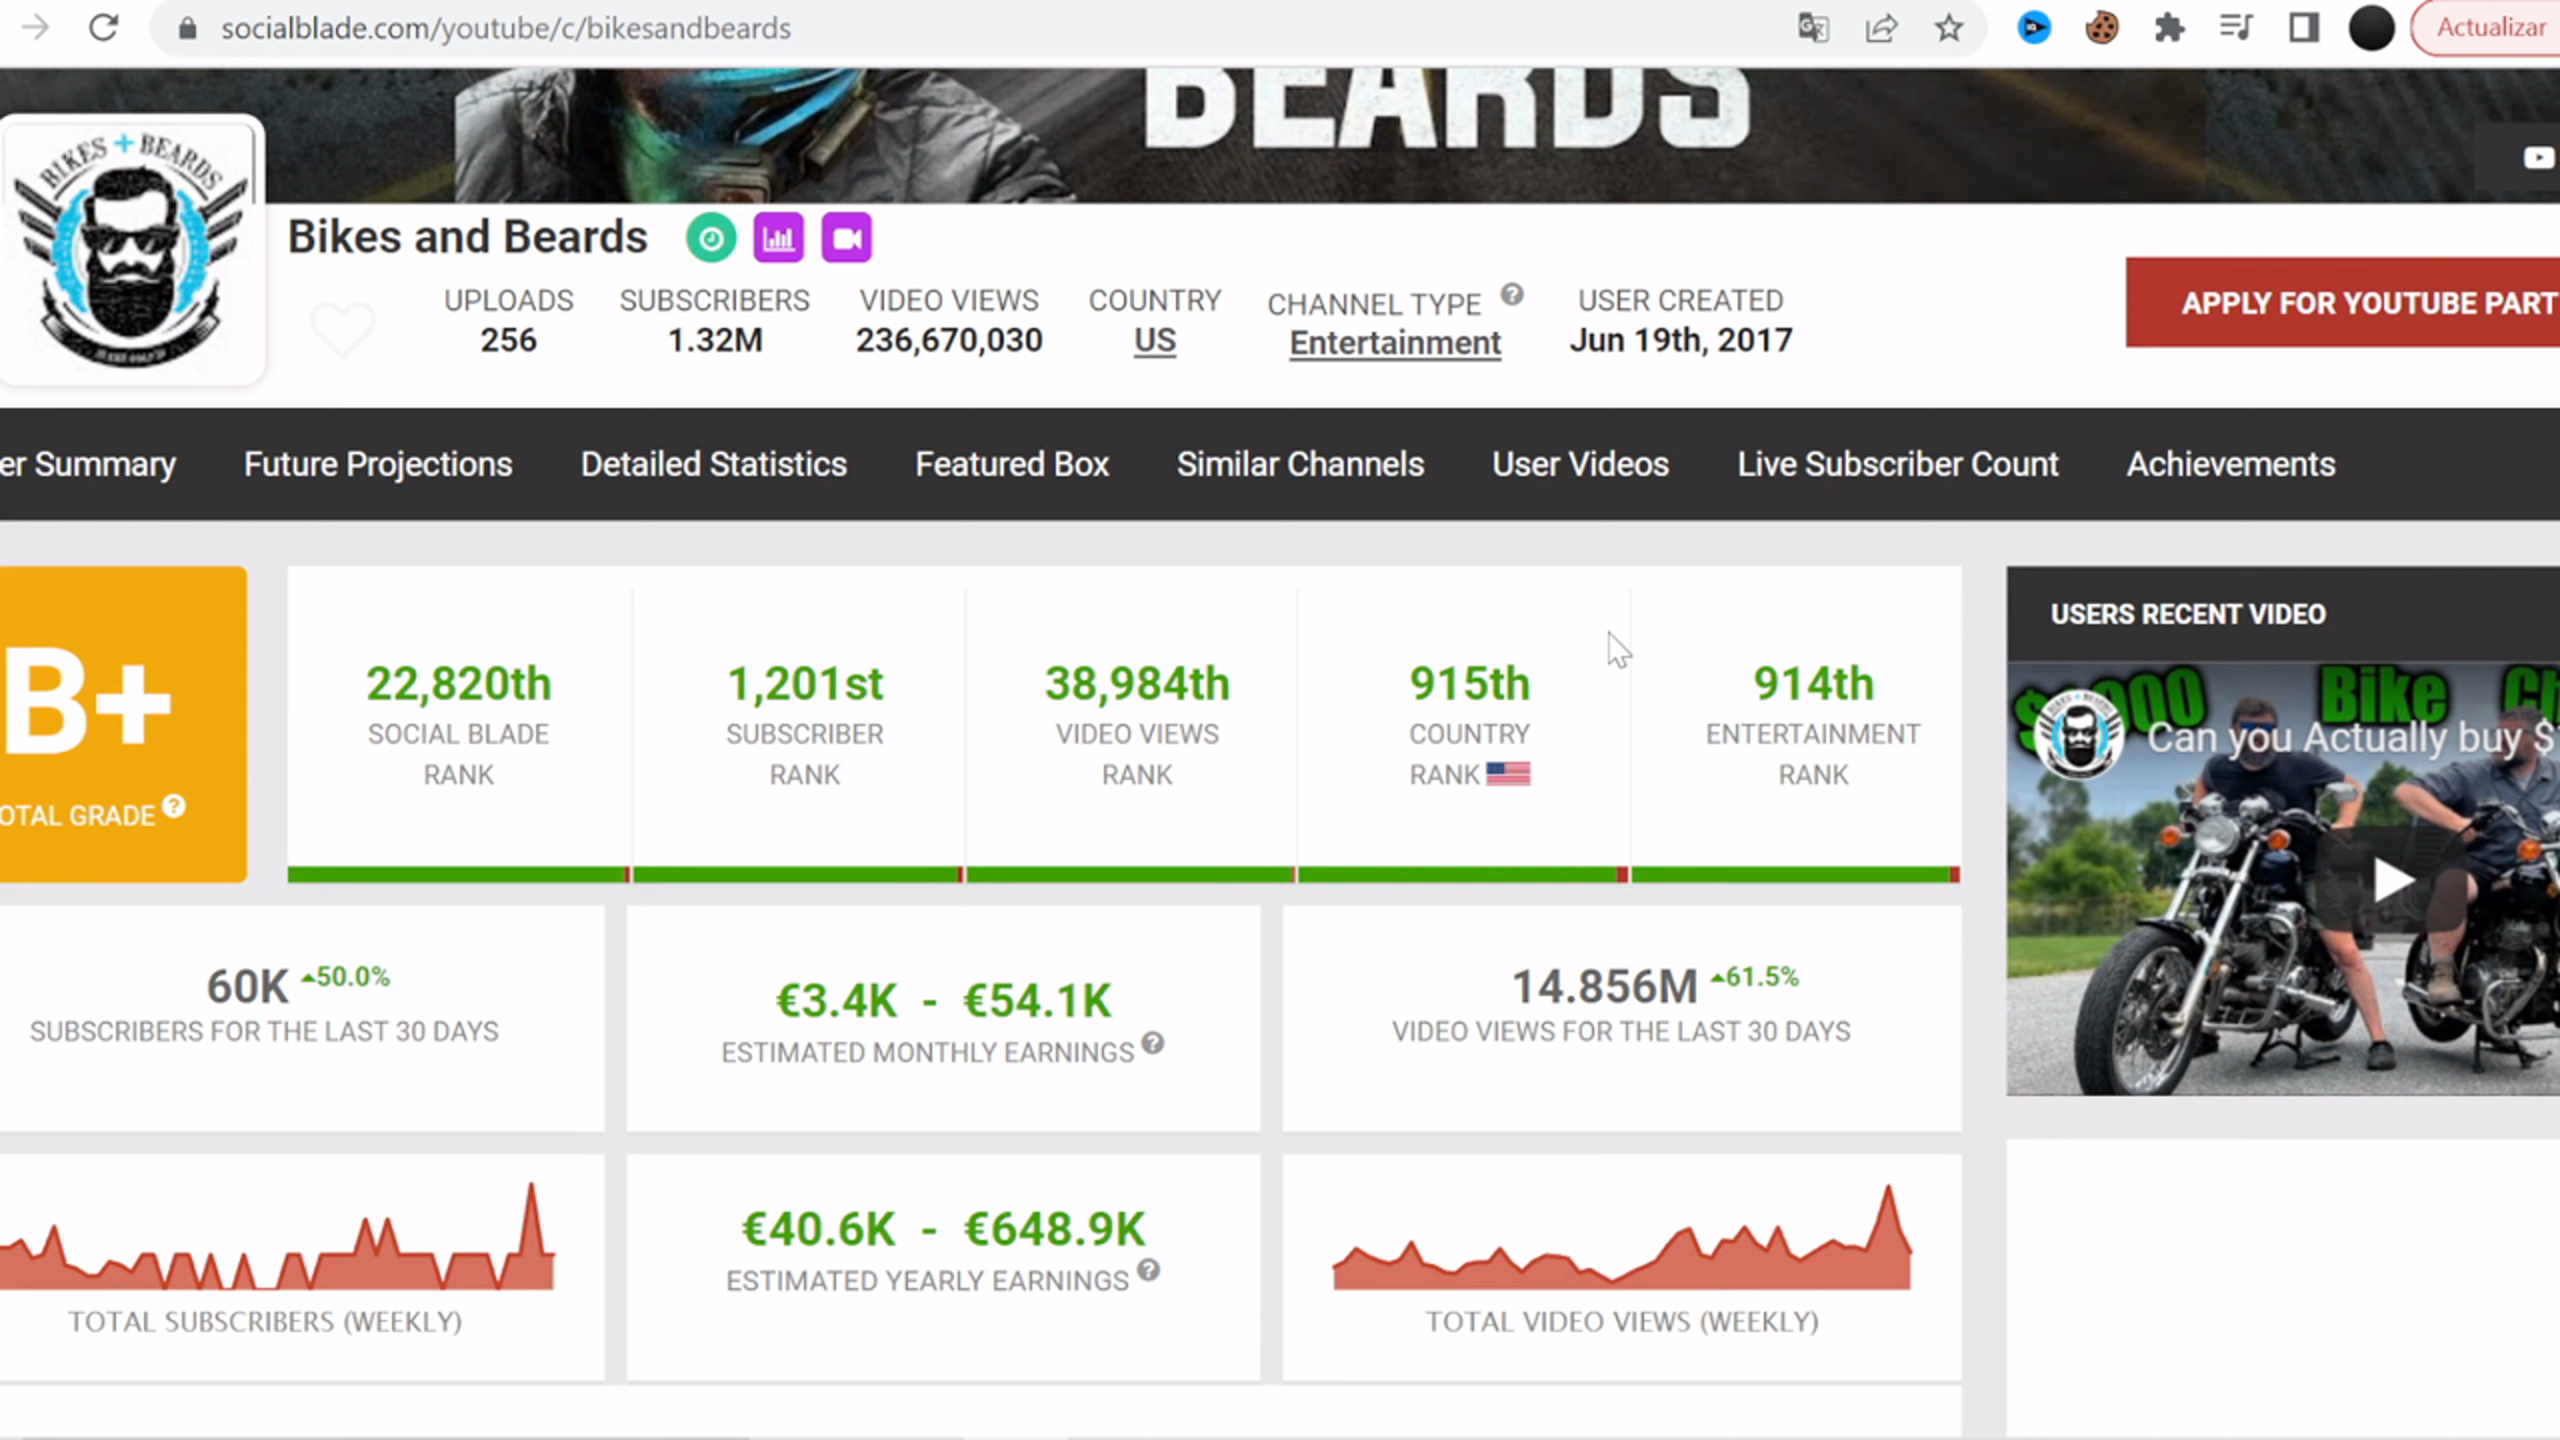 socialblade.com/youtube/c/bikesandbeards
Actualizar
BEARDS
BIKES + BEARDS
Bikes and Beards
UPLOADS
256
SUBSCRIBERS
1.32M
VIDEO VIEWS
236,670,030
COUNTRY
US
CHANNEL TYPE
Entertainment
USER CREATED
Jun 19th, 2017
APPLY FOR YOUTUBE PART
er Summary
Future Projections
Detailed Statistics
Featured Box
Similar Channels
User Videos
Live Subscriber Count
Achievements
B+
OTAL GRADE
22,820th
SOCIAL BLADE
RANK
1,201st
SUBSCRIBER
RANK
38,984th
VIDEO VIEWS
RANK
915th
COUNTRY
RANK
914th
ENTERTAINMENT
RANK
USERS RECENT VIDEO
Bike
Can you Actually buy $
60K 50.0%
SUBSCRIBERS FOR THE LAST 30 DAYS
€3.4K - €54.1K
ESTIMATED MONTHLY EARNINGS
14.856M 61.5%
VIDEO VIEWS FOR THE LAST 30 DAYS
TOTAL SUBSCRIBERS (WEEKLY)
€40.6K - €648.9K
ESTIMATED YEARLY EARNINGS
TOTAL VIDEO VIEWS (WEEKLY)